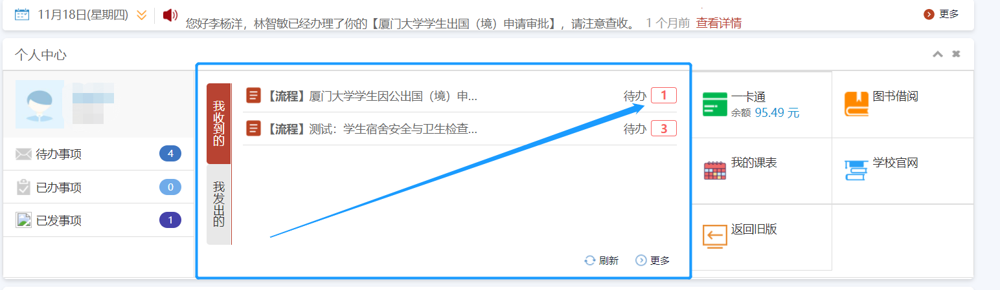 11月18日(星期四)
您好李杨洋，林智敏已经办理了你的【厦门大学学生出国（境）申请审批】，请注意查收。 1 个月前 查看详情
更多
个人中心
待办事项 4
已办事项 0
已发事项 1
我收到的
我发出的
【流程】厦门大学学生因公出国（境）申... 待办 1
【流程】测试：学生宿舍安全与卫生检查... 待办 3
刷新 更多
一卡通
余额 95.49 元
图书借阅
我的课表
学校官网
返回旧版